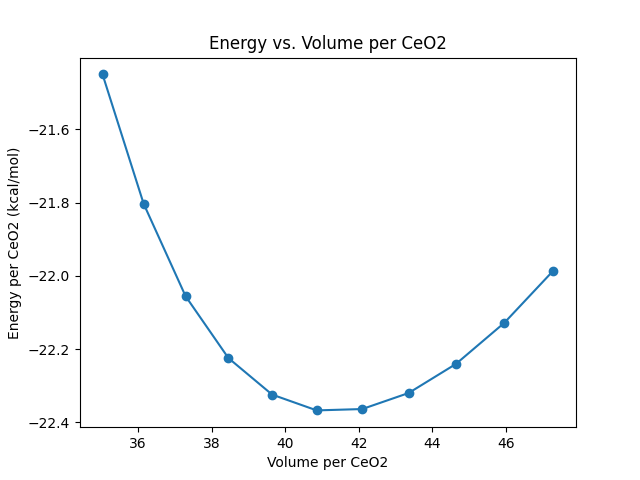 Energy vs. Volume per CeO2
Energy per CeO2 (kcal/mol)
−21.6
−21.8
−22.0
−22.2
−22.4
36 38 40 42 44 46
Volume per CeO2